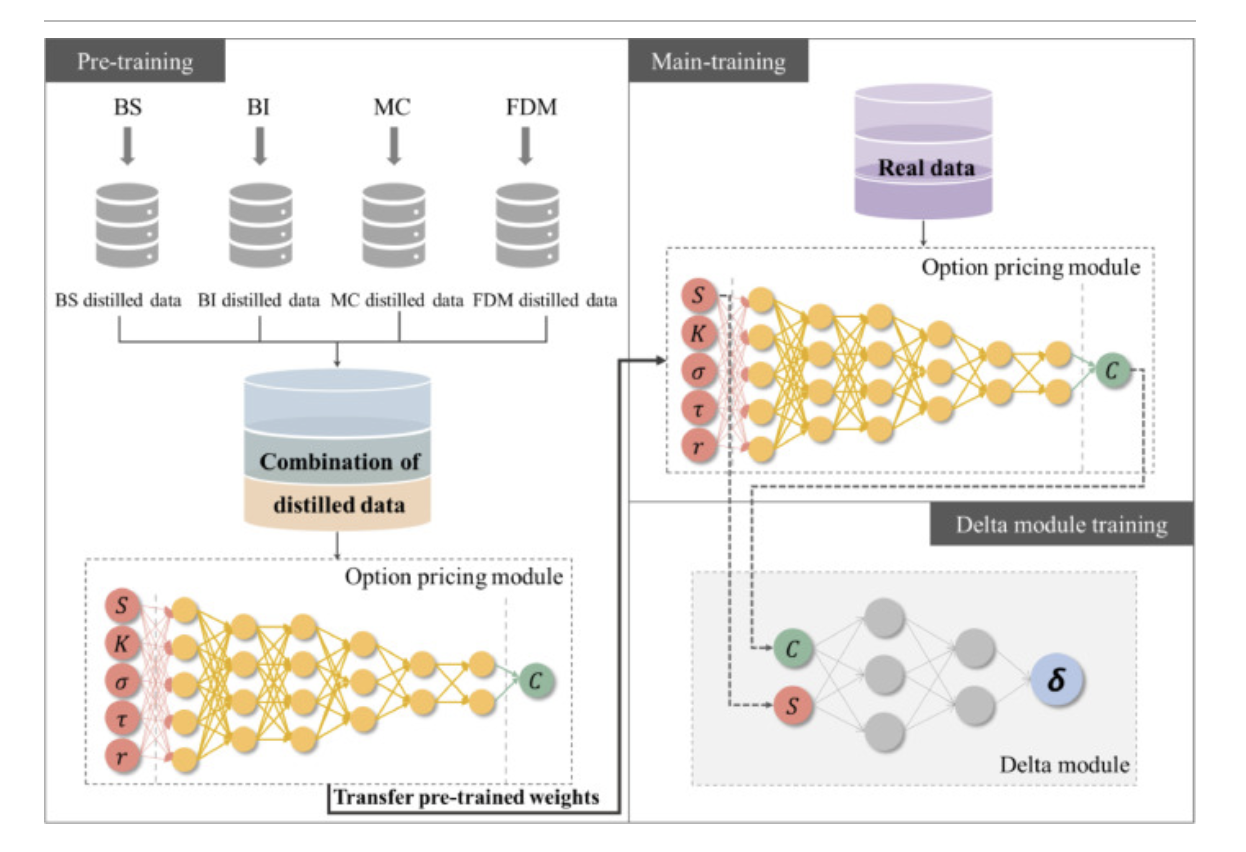 Pre-training
BS BI MC FDM
BS distilled data BI distilled data MC distilled data FDM distilled data
Combination of
distilled data
Option pricing module
S
K
σ
τ
r
C
Transfer pre-trained weights
Main-training
Real data
Option pricing module
S
K
σ
τ
r
C
Delta module training
C
S
δ
Delta module